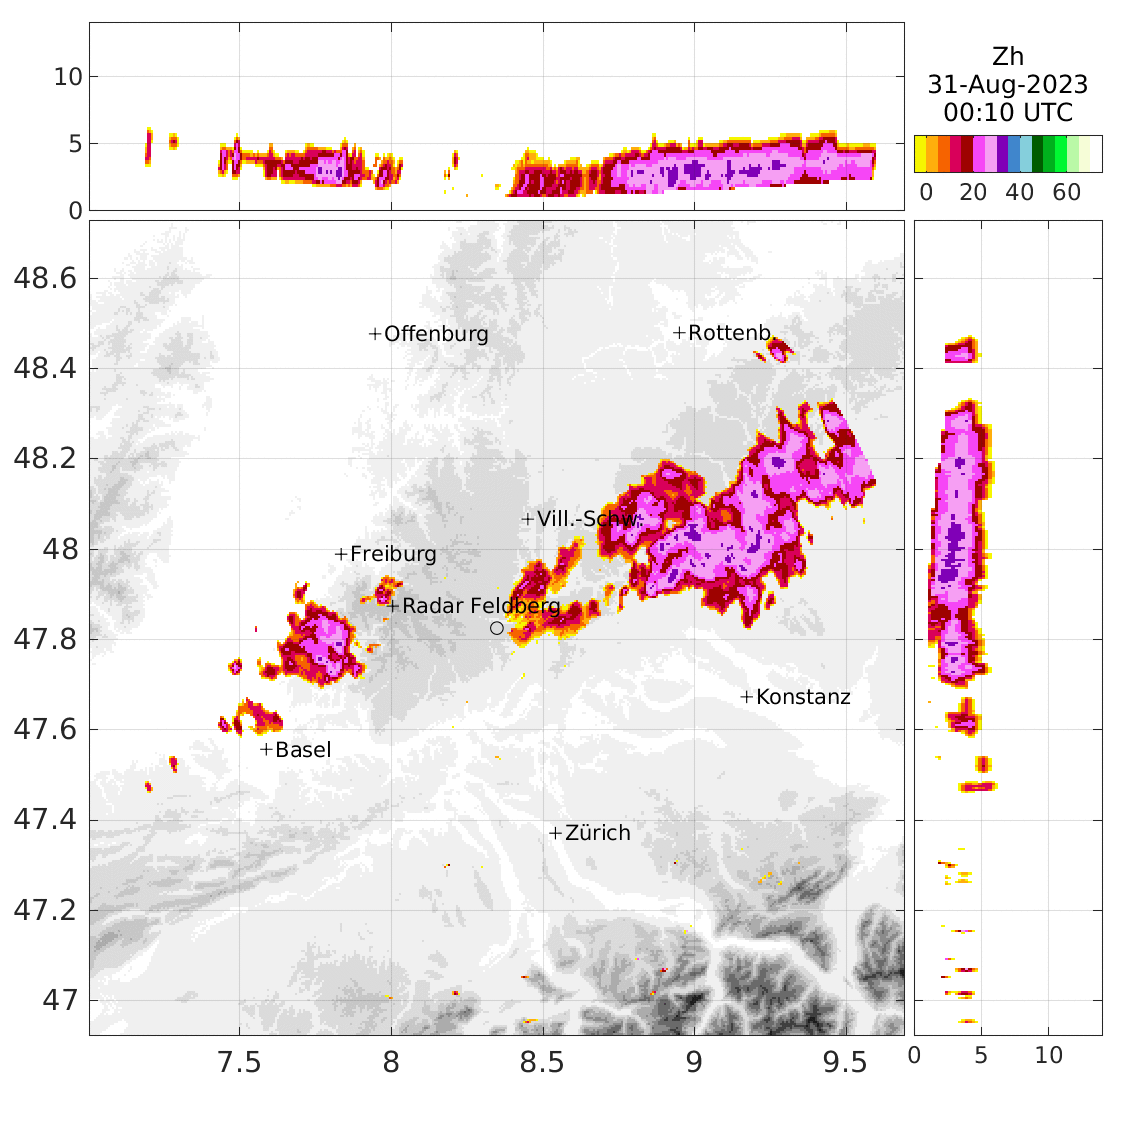 10
5
0
Zh
31-Aug-2023
00:10 UTC
0 20 40 60
48.6
48.4
48.2
48
47.8
47.6
47.4
47.2
47
+Offenburg
+Rottenb.
+Vill.-Schw.
+Freiburg
+Radar Feldberg
+Konstanz
+Basel
+Zürich
7.5 8 8.5 9 9.5
0 5 10